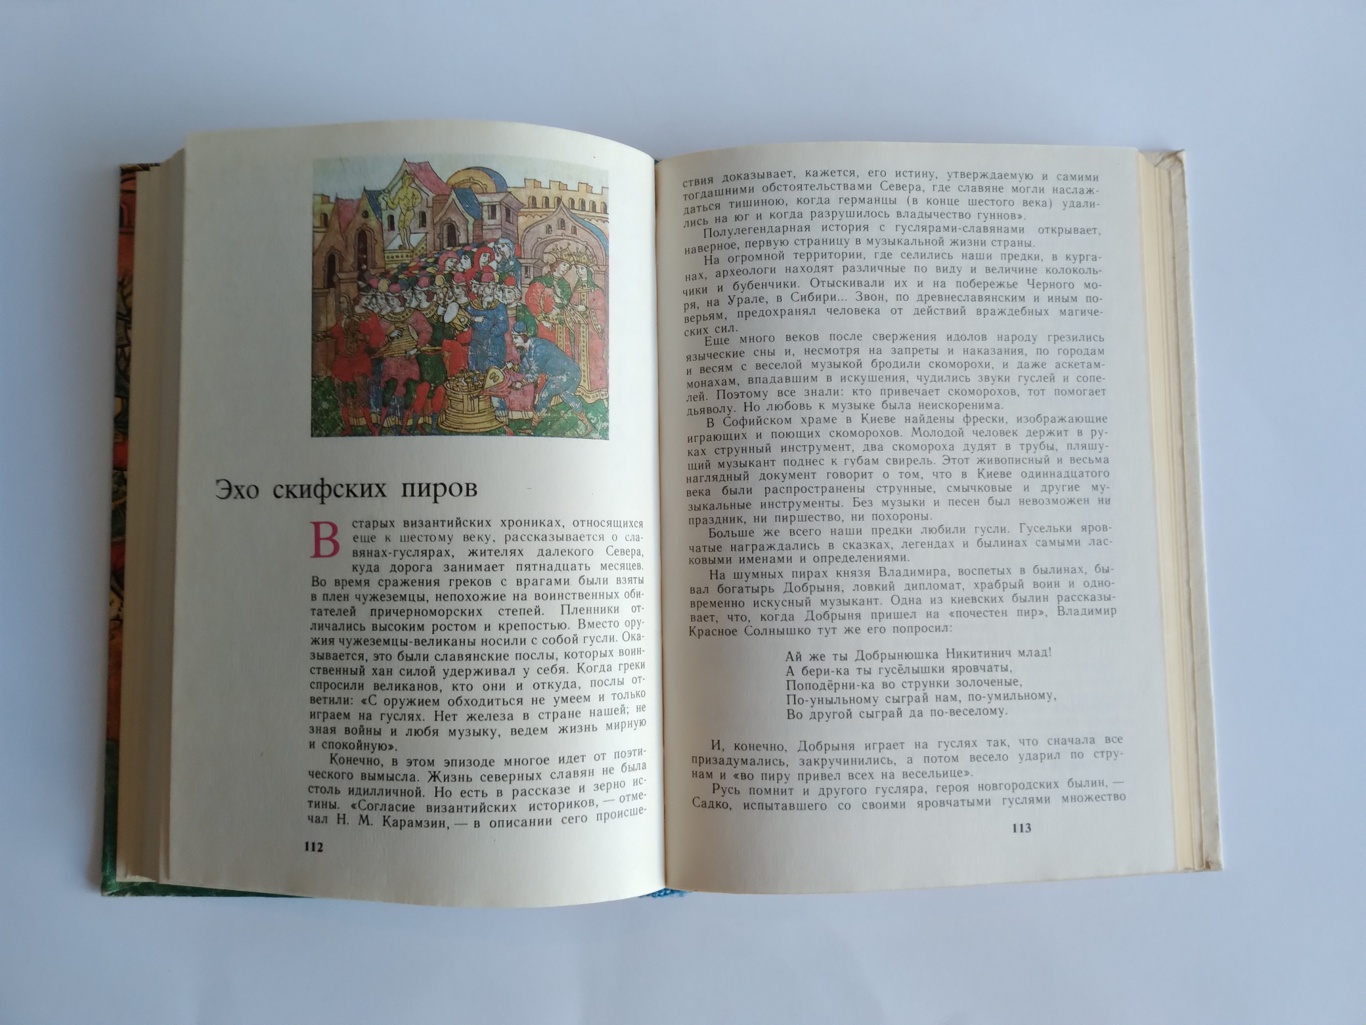 Эхо скифских пиров
В старых византийских хрониках, относящихся
еще к шестому веку, рассказывается о сла-
вянах-гуслярах, жителях далекого Севера,
куда дорога занимает пятнадцать месяцев.
Во время сражения греков с врагами были взяты
в плен чужеземцы, непохожие на воинственных оби-
тателей причерноморских степей. Пленники от-
личались высоким ростом и крепостью. Вместо ору-
жия чужеземцы-великаны носили с собой гусли. Ока-
зывается, это были славянские послы, которых воин-
ственный хан силой удерживал у себя. Когда греки
спросили великанов, кто они и откуда, послы от-
ветили: «С оружием обходиться не умеем и только
играем на гуслях. Нет железа в стране нашей; не
зная войны и любя музыку, ведем жизнь мирную
и спокойную».
Конечно, в этом эпизоде многое идет от поэти-
ческого вымысла. Жизнь северных славян не была
столь идилличной. Но есть в рассказе и зерно ис-
тины. «Согласие византийских историков, — отме-
чал Н. М. Карамзин, — в описании сего происше-
112
ствия доказывает, кажется, его истину, утверждаемую и самими
тогдашними обстоятельствами Севера, где славяне могли наслаж-
даться тишиною, когда германцы (в конце шестого века) удали-
лись на юг и когда разрушилось владычество гуннов».
Полулегендарная история с гуслярами-славянами открывает,
наверное, первую страницу в музыкальной жизни страны.
На огромной территории, где селились наши предки, в курга-
нах, археологи находят различные по виду и величине колоколь-
чики и бубенчики. Отыскивали их и на побережье Черного мо-
ря, на Урале, в Сибири... Звон, по древнеславянским и иным по-
верьям, предохранял человека от действий враждебных магиче-
ских сил.
Еще много веков после свержения идолов народу грезились
языческие сны и, несмотря на запреты и наказания, по городам
и весям с веселой музыкой бродили скоморохи, и даже аскетам-
монахам, впадавшим в искушения, чудились звуки гуслей и сопе-
лей. Поэтому все знали: кто привечает скоморохов, тот помогает
дьяволу. Но любовь к музыке была неискоренима.
В Софийском храме в Киеве найдены фрески, изображающие
играющих и поющих скоморохов. Молодой человек держит в ру-
ках струнный инструмент, два скомороха дудят в трубы, пляшу-
щий музыкант поднес к губам свирель. Этот живописный и весьма
наглядный документ говорит о том, что в Киеве одиннадцатого
века были распространены струнные, смычковые и другие му-
зыкальные инструменты. Без музыки и песен был невозможен ни
праздник, ни пиршество, ни похороны.
Больше же всего наши предки любили гусли. Гусельки яров-
чатые награждались в сказках, легендах и былинах самыми лас-
ковыми именами и определениями.
На шумных пирах князя Владимира, воспетых в былинах, бы-
вал богатырь Добрыня, ловкий дипломат, храбрый воин и одно-
временно искусный музыкант. Одна из киевских былин рассказы-
вает, что, когда Добрыня пришел на «почестен пир», Владимир
Красное Солнышко тут же его попросил:
Ай же ты Добрынюшка Никитинич млад!
А бери-ка ты гусёлышки яровчаты,
Поподёрни-ка во струнки золоченые,
По-уныльному сыграй нам, по-умильному,
Во другой сыграй да по-веселому.
И, конечно, Добрыня играет на гуслях так, что сначала все
призадумались, закручинились, а потом весело ударил по стру-
нам и «во пиру привел всех на весельице».
Русь помнит и другого гусляра, героя новгородских былин, —
Садко, испытавшего со своими яровчатыми гуслями множество
113